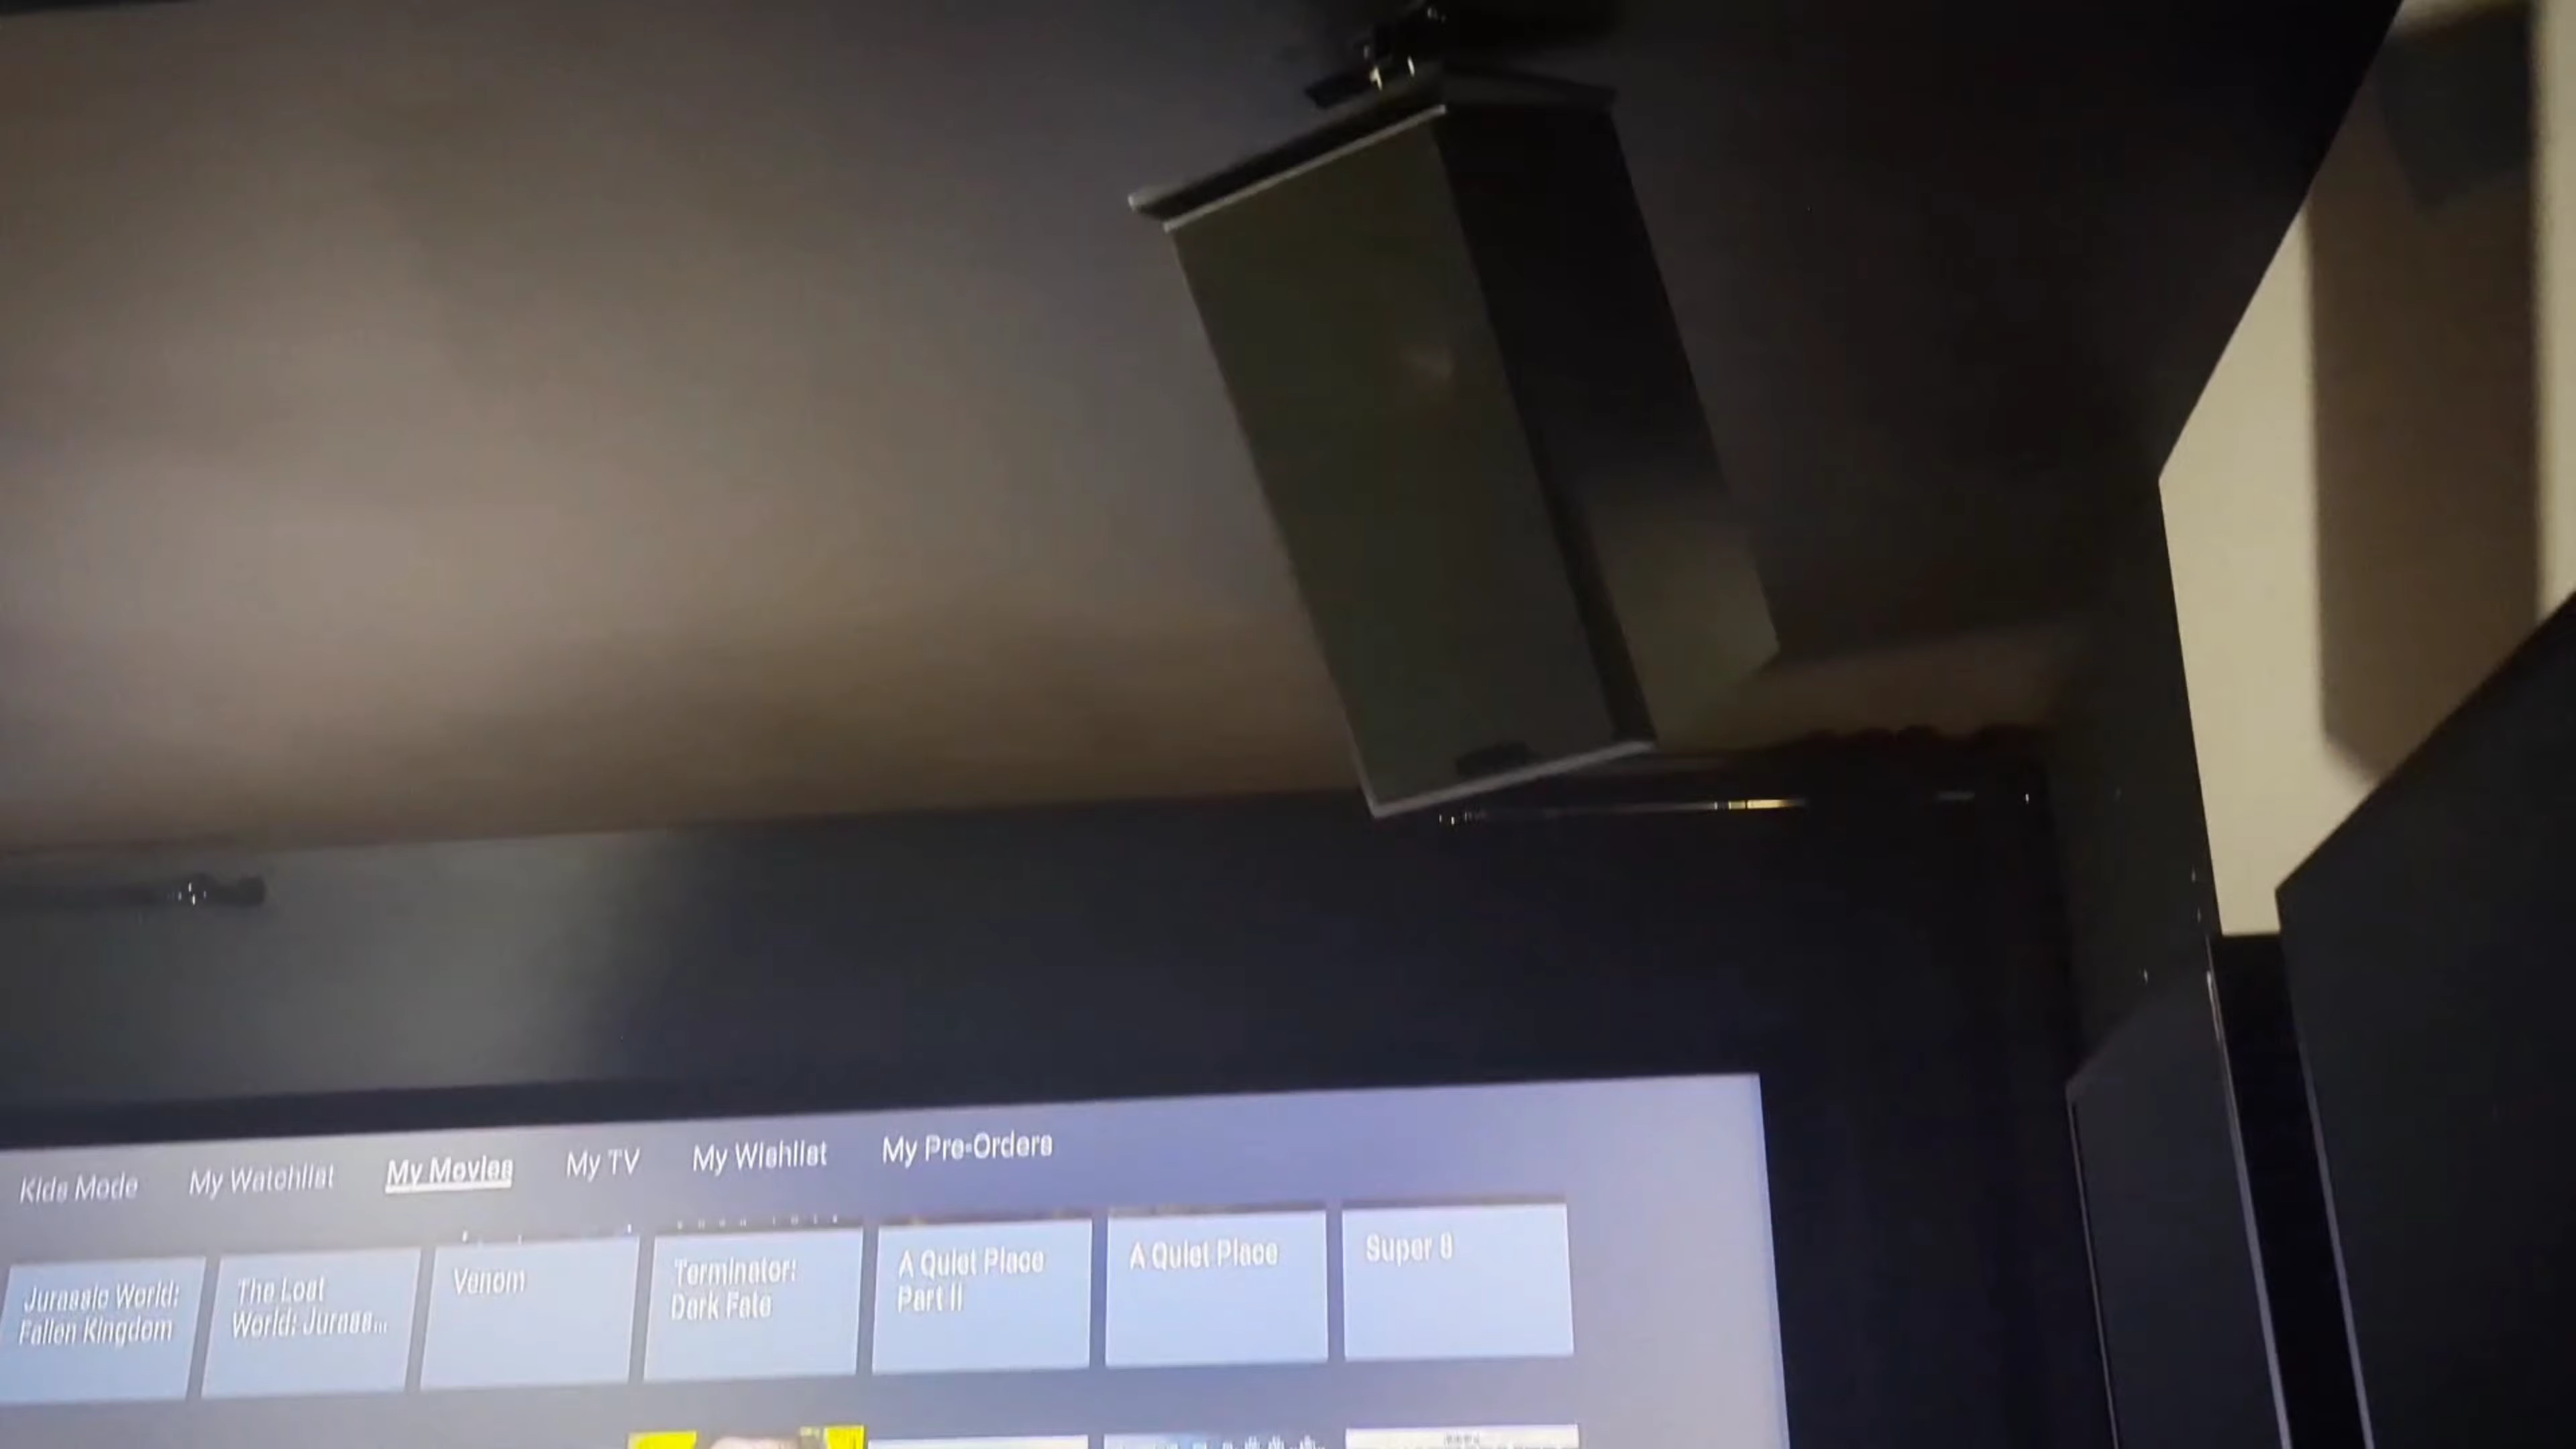 Kids Mode My Watchlist My Movies My TV My Wishlist My Pre-Orders
Jurassic World:
Fallen Kingdom
The Lost
World: Jurass...
Venom
Terminator:
Dark Fate
A Quiet Place
Part II
A Quiet Place
Super 8